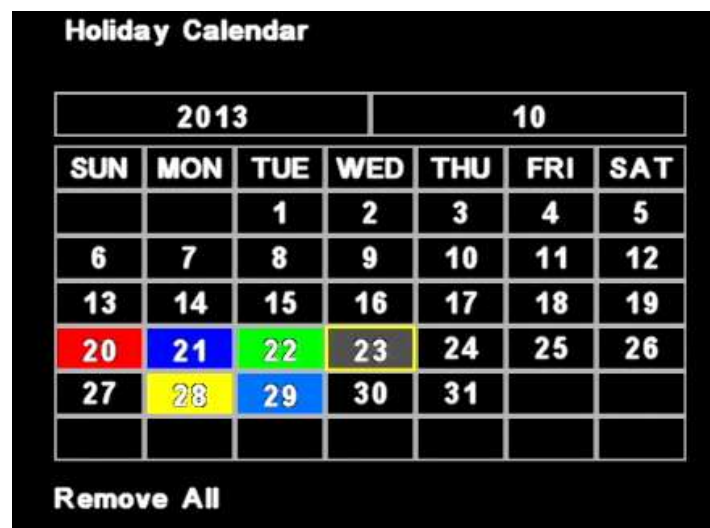 Holiday Calendar
2013 10
SUN MON TUE WED THU FRI SAT
1 2 3 4 5
6 7 8 9 10 11 12
13 14 15 16 17 18 19
20 21 22 23 24 25 26
27 28 29 30 31
Remove All